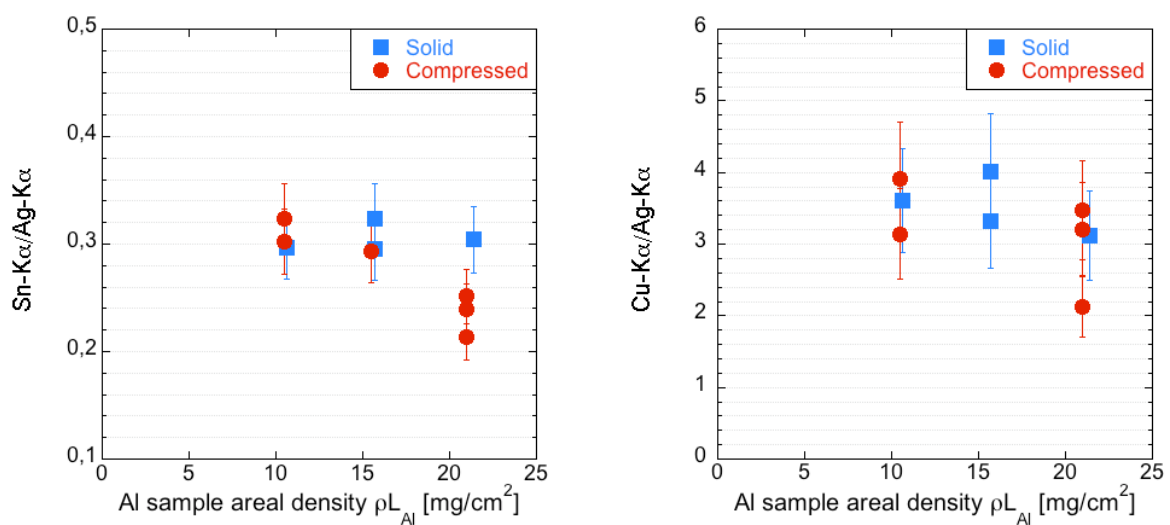 0,5
0,4
0,3
0,2
0,1
Sn-Kα/Ag-Kα
Solid
Compressed
0 5 10 15 20 25
Al sample areal density ρL_Al [mg/cm²]
6
5
4
3
2
1
0
Cu-Kα/Ag-Kα
Solid
Compressed
0 5 10 15 20 25
Al sample areal density ρL_Al [mg/cm²]